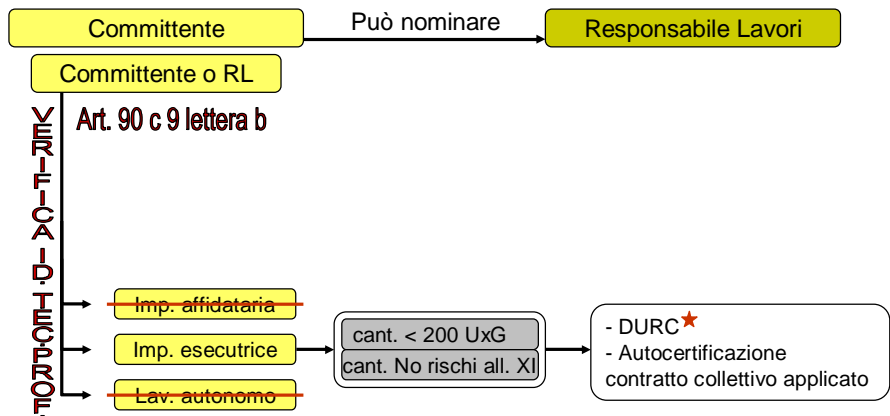 Committente
Può nominare
Responsabile Lavori
Committente o RL
Art. 90 c 9 lettera b
VERIFICA ID.TEC.PROF.
Imp. affidataria
Imp. esecutrice
Lav. autonomo
cant. < 200 UxG
cant. No rischi all. XI
- DURC
- Autocertificazione
contratto collettivo applicato